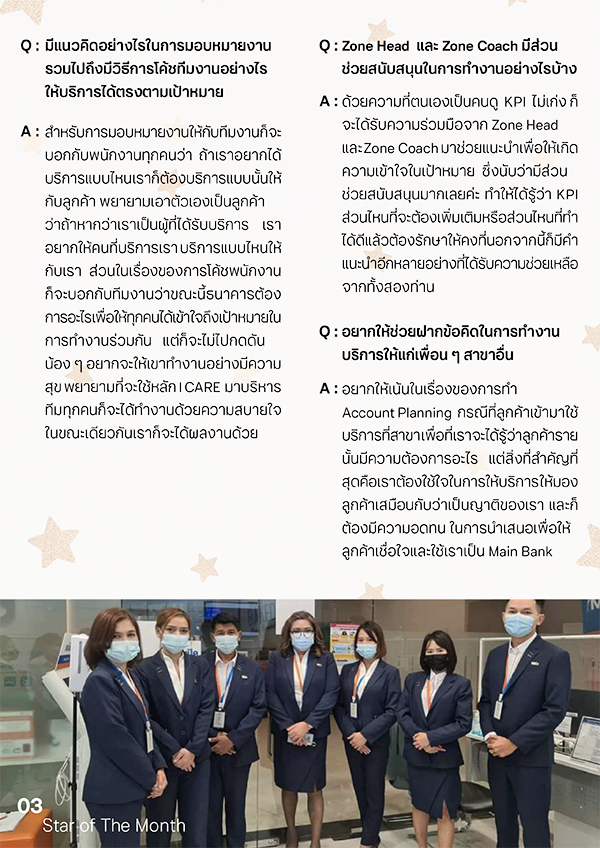 Q : มีแนวคิดอย่างไรในการมอบหมายงาน
รวมไปถึงมีวิธีการโค้ชทีมงานอย่างไร
ให้บริการได้ตรงตามเป้าหมาย
A : สำหรับการมอบหมายงานให้กับทีมงานก็จะ
บอกกับพนักงานทุกคนว่า ถ้าเราอยากได้
บริการแบบไหนเราก็ต้องบริการแบบนั้นให้
กับลูกค้า พยายามเอาตัวเองเป็นลูกค้า
ว่าถ้าหากว่าเราเป็นผู้ที่ได้รับบริการ เรา
อยากให้คนที่บริการเรา บริการแบบไหนให้
กับเรา ส่วนในเรื่องของการโค้ชพนักงาน
ก็จะบอกกับทีมงานว่าขณะนี้ธนาคารต้อง
การอะไรเพื่อให้ทุกคนได้เข้าใจถึงเป้าหมายใน
การทำงานร่วมกัน แต่ก็จะไม่ไปกดดัน
น้อง ๆ อยากจะให้เขาทำงานอย่างมีความ
สุข พยายามที่จะใช้หลัก I CARE มาบริหาร
ทีมทุกคนก็จะได้ทำงานด้วยความสบายใจ
ในขณะเดียวกันเราก็จะได้ผลงานด้วย
Q : Zone Head และ Zone Coach มีส่วน
ช่วยสนับสนุนในการทำงานอย่างไรบ้าง
A : ด้วยความที่ตนเองเป็นคนดู KPI ไม่เก่ง ก็
จะได้รับความร่วมมือจาก Zone Head
และ Zone Coach มาช่วยแนะนำเพื่อให้เกิด
ความเข้าใจในเป้าหมาย ซึ่งนับว่ามีส่วน
ช่วยสนับสนุนมากเลยค่ะ ทำให้ได้รู้ว่า KPI
ส่วนไหนที่จะต้องเพิ่มเติมหรือส่วนไหนที่ทำ
ได้ดีแล้วต้องรักษาให้คงที่นอกจากนี้ก็มีคำ
แนะนำอีกหลายอย่างที่ได้รับความช่วยเหลือ
จากทั้งสองท่าน
Q : อยากให้ช่วยฝากข้อคิดในการทำงาน
บริการให้แก่เพื่อน ๆ สาขาอื่น
A : อยากให้เน้นในเรื่องของการทำ
Account Planning กรณีที่ลูกค้าเข้ามาใช้
บริการที่สาขาเพื่อที่เราจะได้รู้ว่าลูกค้าราย
นั้นมีความต้องการอะไร แต่สิ่งที่สำคัญที่
สุดคือเราต้องใช้ใจในการให้บริการให้มอง
ลูกค้าเสมือนกับว่าเป็นญาติของเรา และก็
ต้องมีความอดทน ในการนำเสนอเพื่อให้
ลูกค้าเชื่อใจและใช้เราเป็น Main Bank
03
Star of The Month